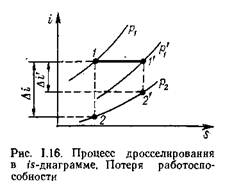 i
p₁
1
p₁'
1'
p₂
Δi
Δi'
2'
2
s
Рис. I.16. Процесс дросселирования
в is-диаграмме, Потеря работоспо-
собности